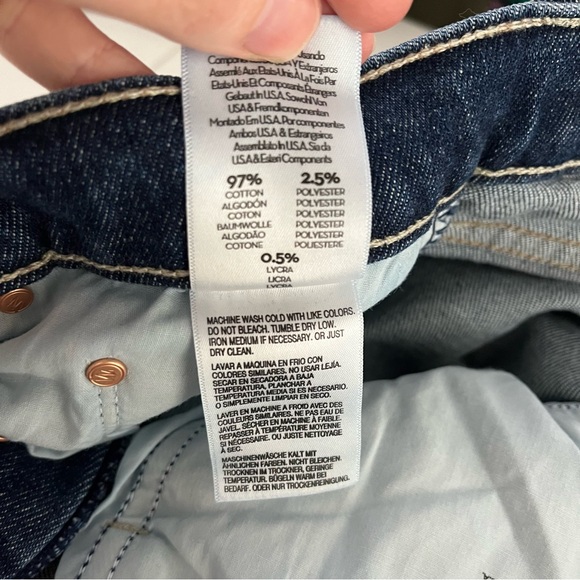 Usando
Componentes U.S.A Y Extranjeros
Assemblé Aux Etats-Unis À La Fois Par
Etats-Unis Et Composants Étrangers
Gebaut In U.S.A. Sowohl Von
USA & Fremdkomponenten
Montado Em U.S.A. Por componentes
Ambos U.S.A & Estrangeiros
Assemblato In U.S.A. Sia da
U.S.A & Esteri Componenti
97% 2.5%
COTTON POLYESTER
ALGODÓN POLYESTER
COTON POLYESTER
BAUMWOLLE POLYESTER
ALGODÃO POLYESTER
COTONE POLIESTERE
0.5%
LYCRA
LICRA
LYCRA
MACHINE WASH COLD WITH LIKE COLORS.
DO NOT BLEACH. TUMBLE DRY LOW.
IRON MEDIUM IF NECESSARY. OR JUST
DRY CLEAN.
LAVAR A MAQUINA EN FRIO CON
COLORES SIMILARES. NO USAR LEJÍA.
SECAR EN SECADORA A BAJA
TEMPERATURA. PLANCHAR A
TEMPERATURA MEDIA SI ES NECESARIO.
O SIMPLEMENTE LIMPIAR EN SECO.
LAVER EN MACHINE A FROID AVEC DES
COULEURS SIMILAIRES. NE PAS EAU DE
JAVEL. SÉCHER EN MACHINE À FAIBLE.
REPASSER À TEMPÉRATURE MOYENNE
SI NÉCESSAIRE. OU JUSTE NETTOYAGE
À SEC.
MASCHINENWÄSCHE KALT MIT
ÄHNLICHEN FARBEN. NICHT BLEICHEN.
TROCKNEN IM TROCKNER, GERINGE
TEMPERATUR. BÜGELN WARM BEI
BEDARF. ODER NUR TROCKENREINIGUNG.